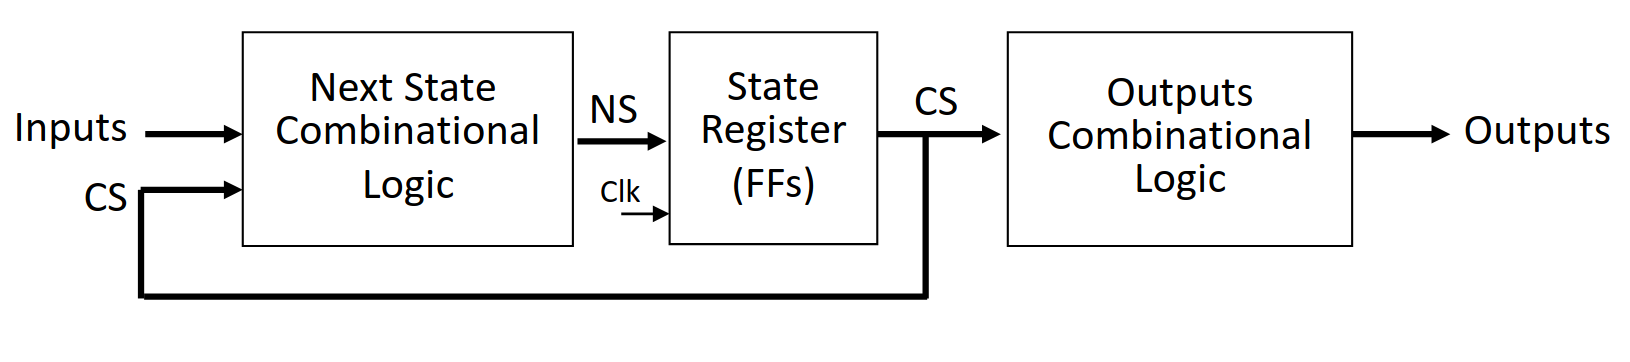 Inputs
CS
Next State
Combinational
Logic
NS
Clk
State
Register
(FFs)
CS
Outputs
Combinational
Logic
Outputs